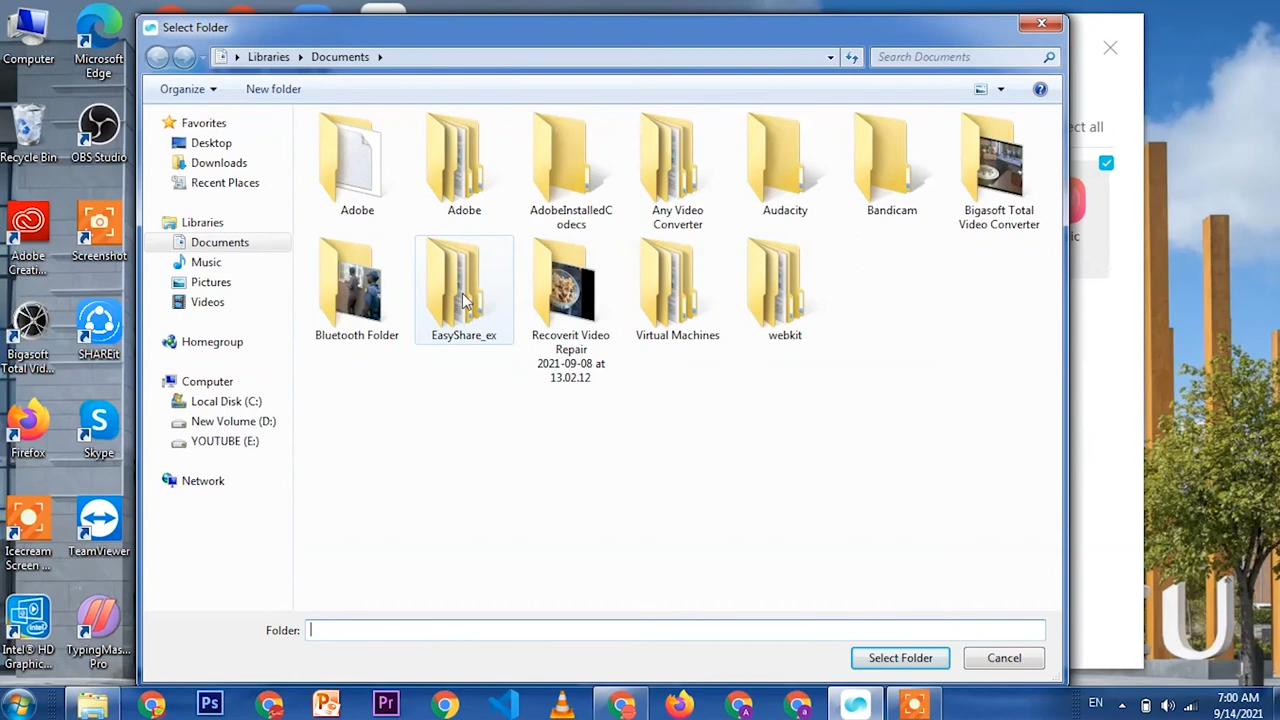 Select Folder
Libraries
Documents
Search Documents
Organize
New folder
Favorites
Desktop
Downloads
Recent Places
Libraries
Documents
Music
Pictures
Videos
Homegroup
Computer
Local Disk (C:)
New Volume (D:)
YOUTUBE (E:)
Network
Adobe
Adobe
AdobeInstalledC
odecs
Any Video
Converter
Audacity
Bandicam
Bigasoft Total
Video Converter
Bluetooth Folder
EasyShare_ex
Recoverit Video
Repair
2021-09-08 at
13.02.12
Virtual Machines
webkit
Folder:
Select Folder
Cancel
ect all
ic
Computer
Microsoft
Edge
Recycle Bin
OBS Studio
Adobe
Creati...
Screenshot
Bigasoft
Total Vid...
SHAREit
Firefox
Skype
Icecream
Screen ...
TeamViewer
Intel® HD
Graphic...
TypingMas...
Pro
U
Ps
Pr
EN
7:00 AM
9/14/2021